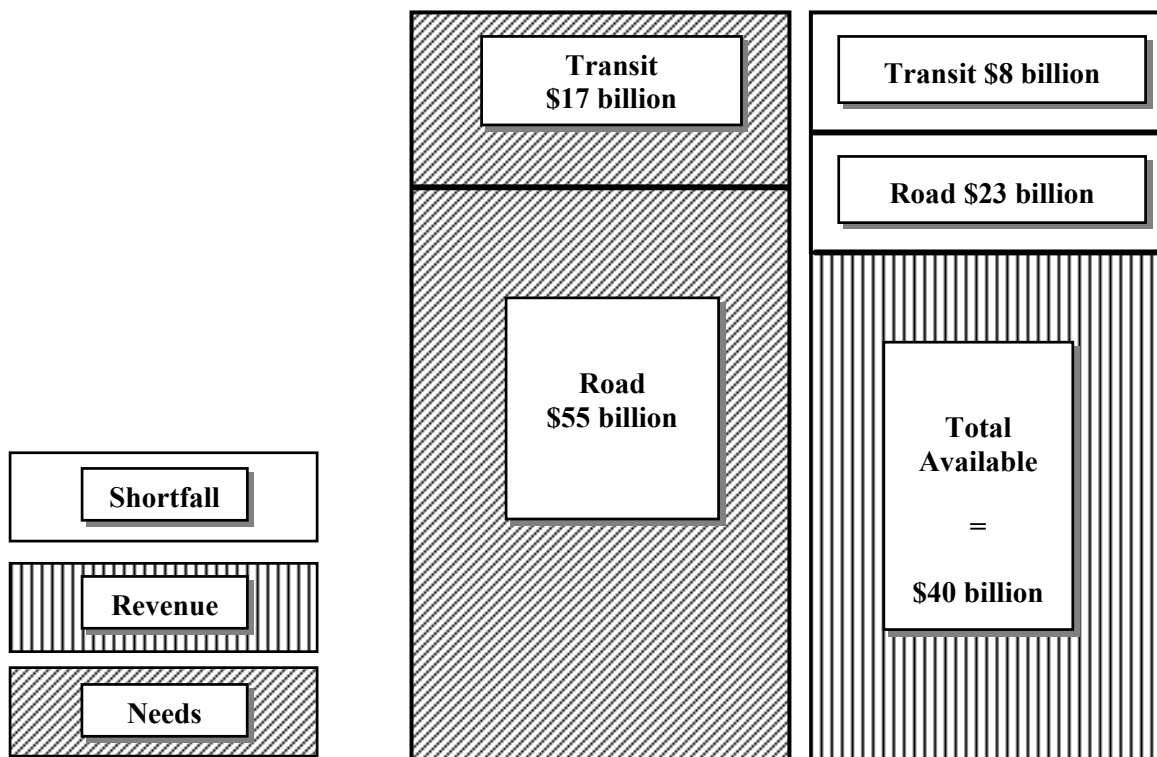 Transit
$17 billion
Transit $8 billion
Road $23 billion
Road
$55 billion
Total
Available
=
$40 billion
Shortfall
Revenue
Needs